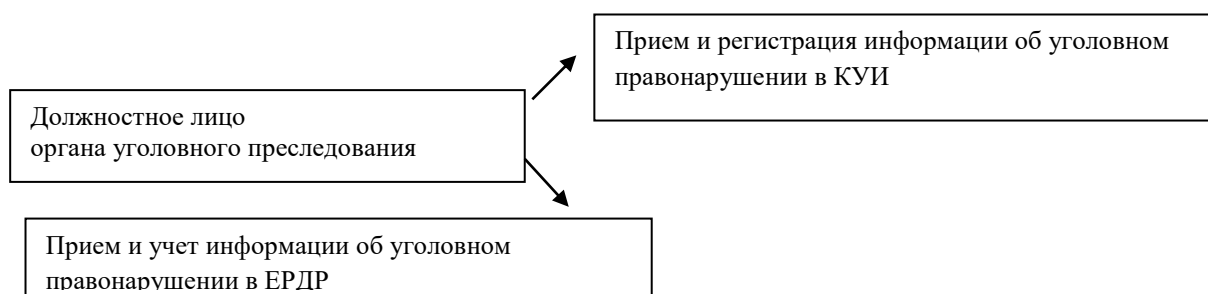 Прием и регистрация информации об уголовном
правонарушении в КУИ
Должностное лицо
органа уголовного преследования
Прием и учет информации об уголовном
правонарушении в ЕРДР